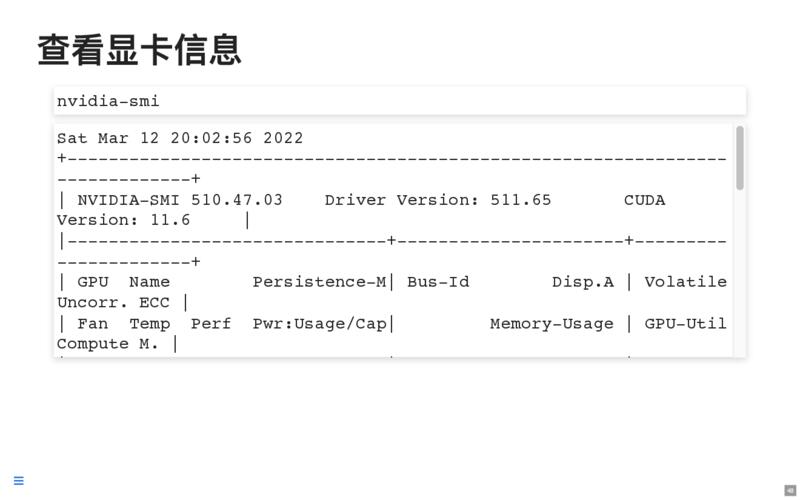 查看显卡信息
nvidia-smi
Sat Mar 12 20:02:56 2022
+----------------------------------------------------------------
-------------+
| NVIDIA-SMI 510.47.03    Driver Version: 511.65       CUDA
Version: 11.6     |
|-------------------------------+----------------------+---------
-------------+
| GPU  Name        Persistence-M| Bus-Id        Disp.A | Volatile
Uncorr. ECC |
| Fan  Temp  Perf  Pwr:Usage/Cap|         Memory-Usage | GPU-Util
Compute M. |
48